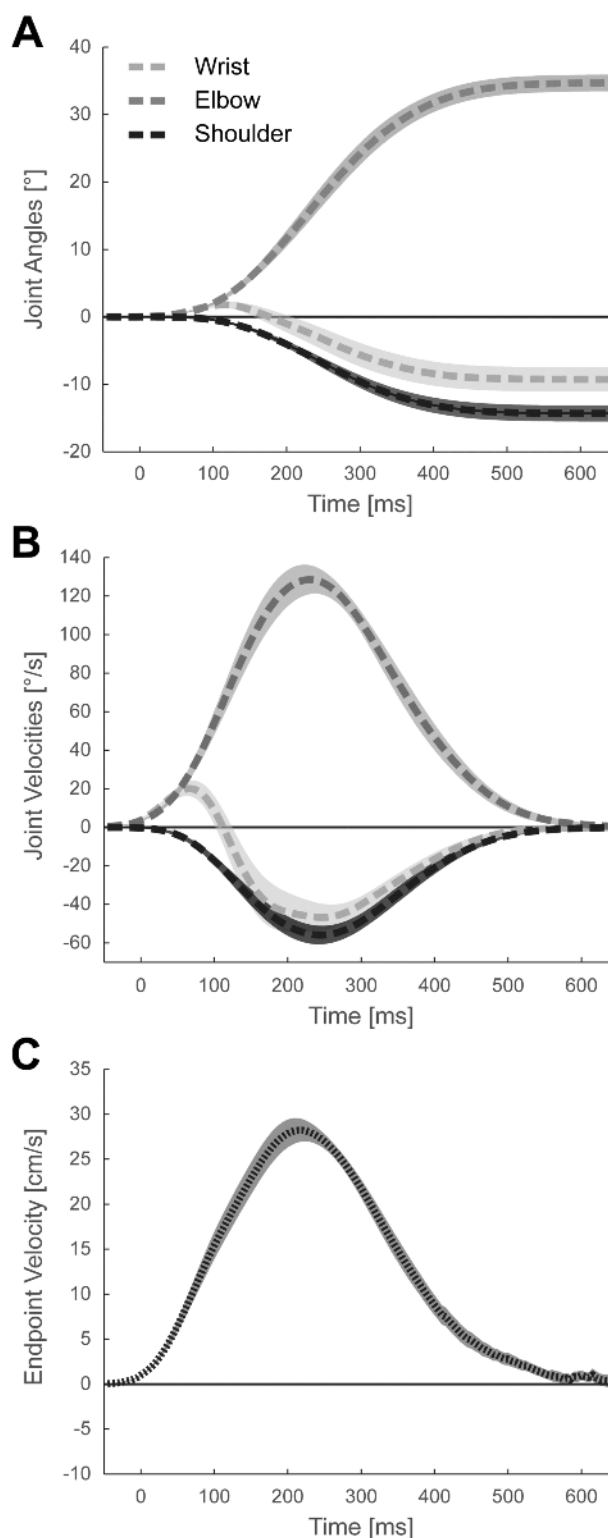 A
40
30
20
10
0
-10
-20
Joint Angles [°]
Wrist
Elbow
Shoulder
0 100 200 300 400 500 600
Time [ms]
B
140
120
100
80
60
40
20
0
-20
-40
-60
Joint Velocities [°/s]
0 100 200 300 400 500 600
Time [ms]
C
35
30
25
20
15
10
5
0
-5
-10
Endpoint Velocity [cm/s]
0 100 200 300 400 500 600
Time [ms]